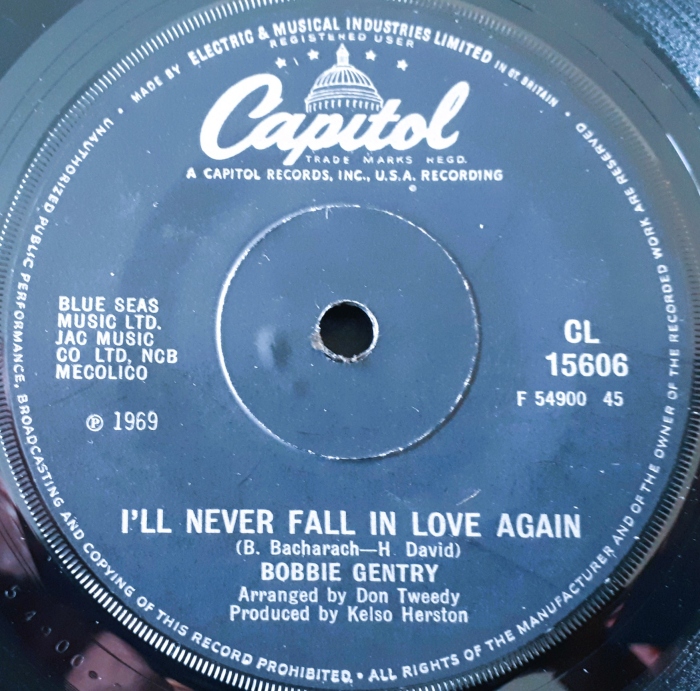 MADE BY ELECTRIC & MUSICAL INDUSTRIES LIMITED IN GT. BRITAIN
REGISTERED USER
Capitol
TRADE MARKS REGD.
A CAPITOL RECORDS, INC., U.S.A. RECORDING
BLUE SEAS
MUSIC LTD.
JAC MUSIC
CO LTD, NCB
MECOLICO
℗ 1969
CL
15606
F 54900 45
I'LL NEVER FALL IN LOVE AGAIN
(B. Bacharach—H. David)
BOBBIE GENTRY
Arranged by Don Tweedy
Produced by Kelso Herston
• ALL RIGHTS OF THE MANUFACTURER AND OF THE OWNER OF THE RECORDED WORK ARE RESERVED •
UNAUTHORIZED PUBLIC PERFORMANCE, BROADCASTING AND COPYING OF THIS RECORD PROHIBITED.
54900